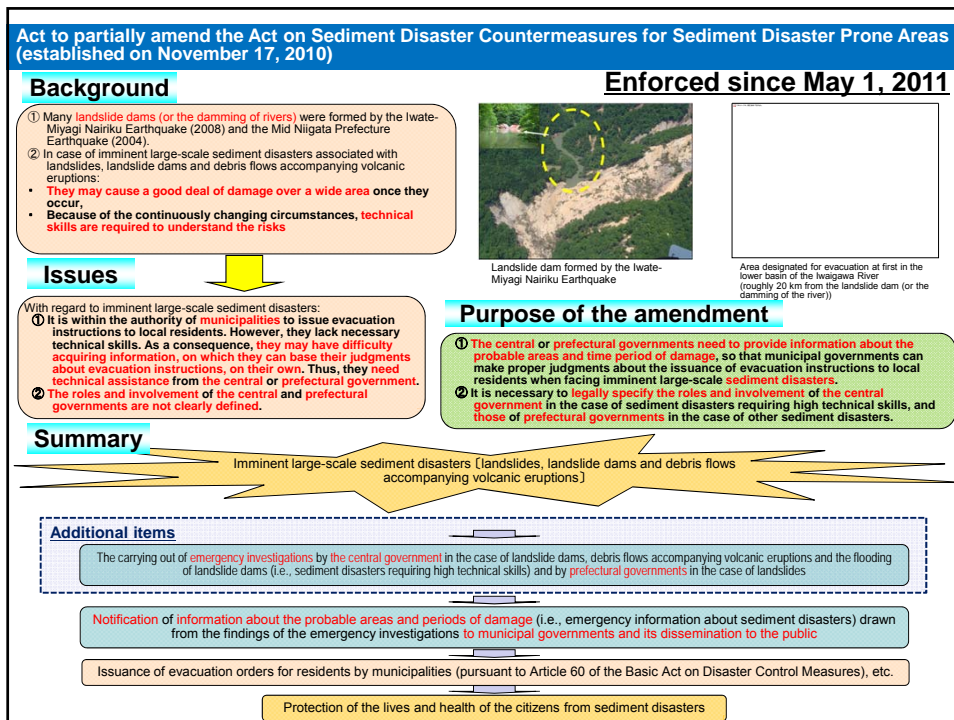 Act to partially amend the Act on Sediment Disaster Countermeasures for Sediment Disaster Prone Areas
(established on November 17, 2010)
Enforced since May 1, 2011
Background
① Many landslide dams (or the damming of rivers) were formed by the Iwate-
Miyagi Nairiku Earthquake (2008) and the Mid Niigata Prefecture
Earthquake (2004).
② In case of imminent large-scale sediment disasters associated with
landslides, landslide dams and debris flows accompanying volcanic
eruptions:
• They may cause a good deal of damage over a wide area once they
occur,
• Because of the continuously changing circumstances, technical
skills are required to understand the risks
Landslide dam formed by the Iwate-
Miyagi Nairiku Earthquake
Area designated for evacuation at first in the
lower basin of the Iwaigawa River
(roughly 20 km from the landslide dam (or the
damming of the river))
Issues
With regard to imminent large-scale sediment disasters:
① It is within the authority of municipalities to issue evacuation
instructions to local residents. However, they lack necessary
technical skills. As a consequence, they may have difficulty
acquiring information, on which they can base their judgments
about evacuation instructions, on their own. Thus, they need
technical assistance from the central or prefectural government.
② The roles and involvement of the central and prefectural
governments are not clearly defined.
Purpose of the amendment
① The central or prefectural governments need to provide information about the
probable areas and time period of damage, so that municipal governments can
make proper judgments about the issuance of evacuation instructions to local
residents when facing imminent large-scale sediment disasters.
② It is necessary to legally specify the roles and involvement of the central
government in the case of sediment disasters requiring high technical skills, and
those of prefectural governments in the case of other sediment disasters.
Summary
Imminent large-scale sediment disasters〔landslides, landslide dams and debris flows
accompanying volcanic eruptions〕
Additional items
The carrying out of emergency investigations by the central government in the case of landslide dams, debris flows accompanying volcanic eruptions and the flooding
of landslide dams (i.e., sediment disasters requiring high technical skills) and by prefectural governments in the case of landslides
Notification of information about the probable areas and periods of damage (i.e., emergency information about sediment disasters) drawn
from the findings of the emergency investigations to municipal governments and its dissemination to the public
Issuance of evacuation orders for residents by municipalities (pursuant to Article 60 of the Basic Act on Disaster Control Measures), etc.
Protection of the lives and health of the citizens from sediment disasters